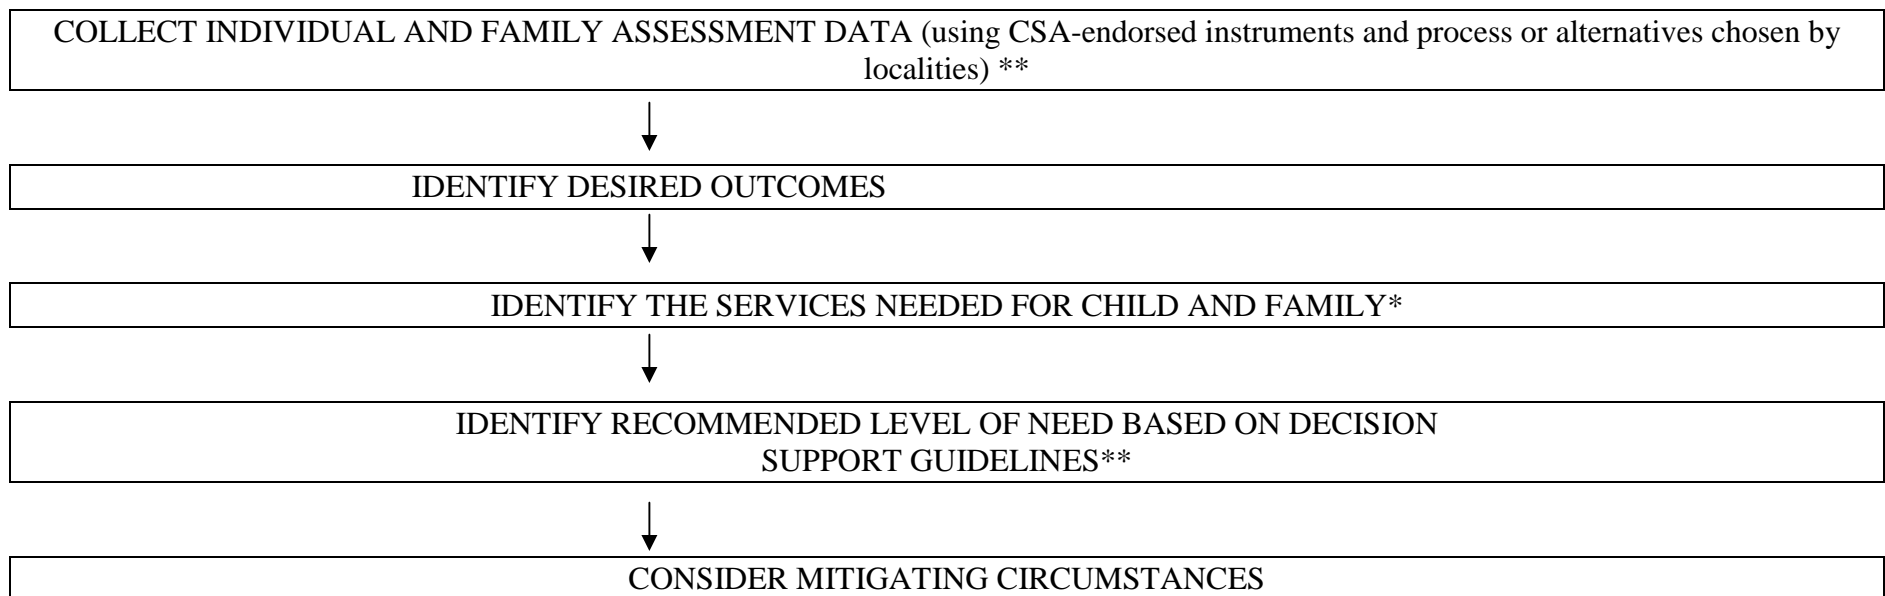 COLLECT INDIVIDUAL AND FAMILY ASSESSMENT DATA (using CSA-endorsed instruments and process or alternatives chosen by
localities) **
IDENTIFY DESIRED OUTCOMES
IDENTIFY THE SERVICES NEEDED FOR CHILD AND FAMILY*
IDENTIFY RECOMMENDED LEVEL OF NEED BASED ON DECISION
SUPPORT GUIDELINES**
CONSIDER MITIGATING CIRCUMSTANCES